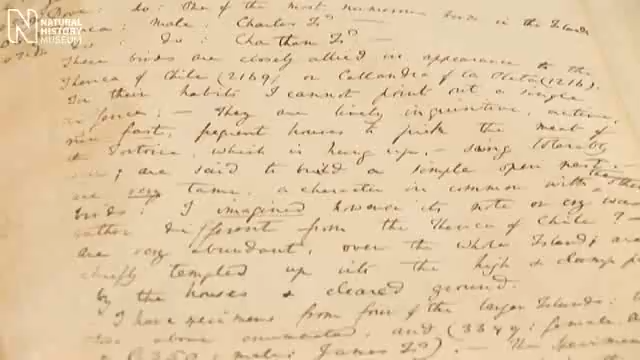 NATURAL
HISTORY
MUSEUM
do: One of the most numerous birds in the Islands
male: Charles Isd
do: Chatham Isd
These birds are closely allied in appearance to the
Thenca of Chile (2169) or Callandra of la Plata (1216).
In their habits I cannot point out a single
difference; — They are lively inquisitive, active,
run fast, frequent houses to pick the meat of
the Tortoise, which is hung up, — sing tolerably
are said to build a simple open nest.
are very tame, a character in common with the other
birds: I imagined however its note or cry was
rather different from the Thenca of Chile?
are very abundant, over the whole Island; are
chiefly tempted up into the high & damp
by the houses & cleared ground.
I have specimens from four of the larger Islands:
above enumerated, and (3349: female
male: James Isd) — The specimens